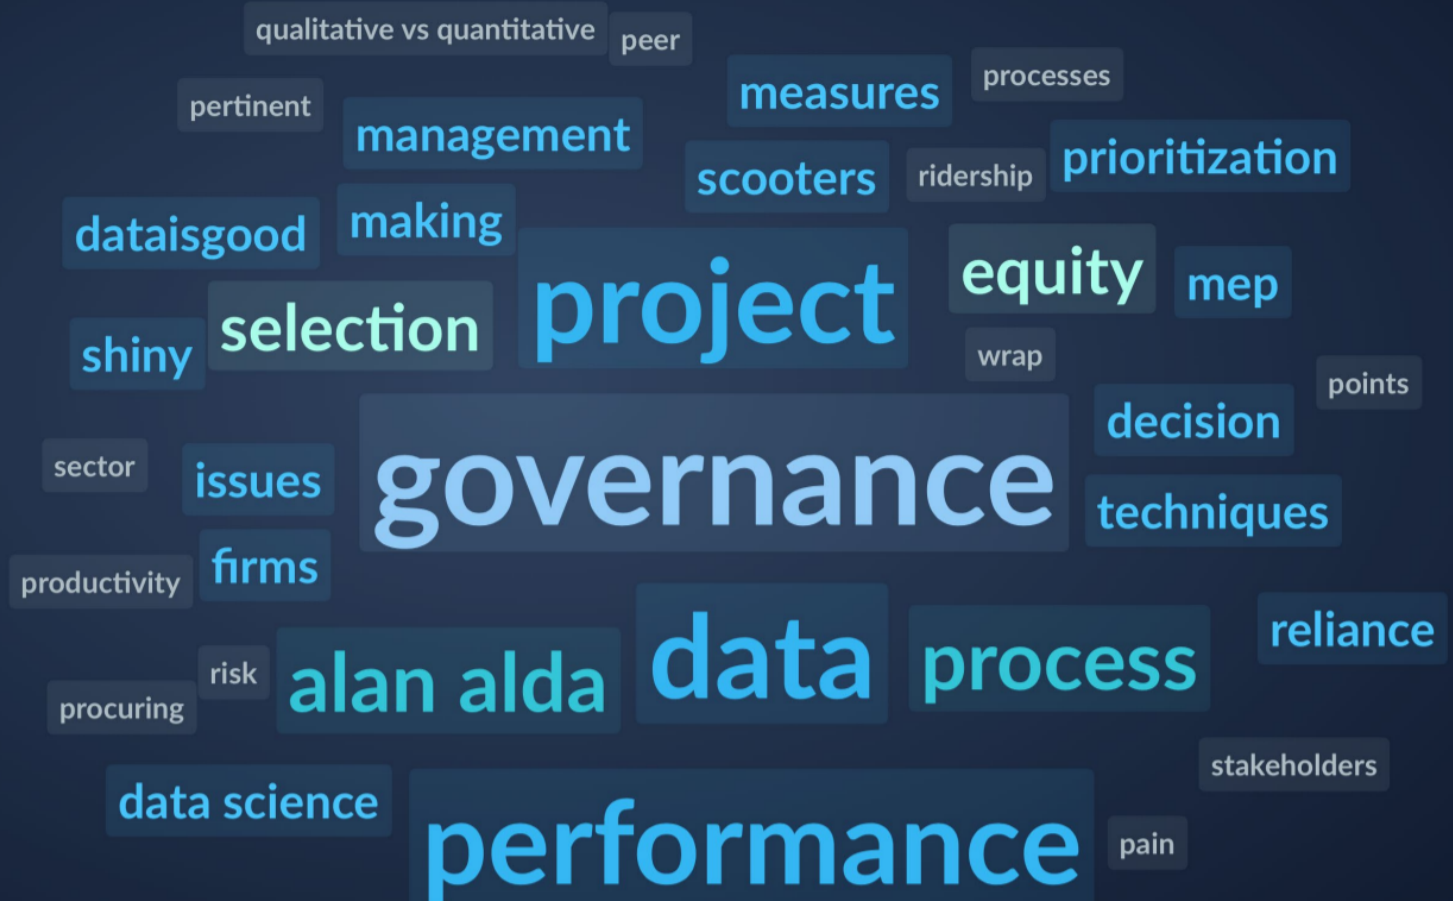 qualitative vs quantitative
peer
processes
measures
pertinent
management
prioritization
scooters
ridership
making
dataisgood
project
equity
mep
selection
shiny
wrap
points
decision
sector
issues
governance
techniques
firms
productivity
reliance
data
process
risk
alan alda
procuring
stakeholders
data science
performance
pain